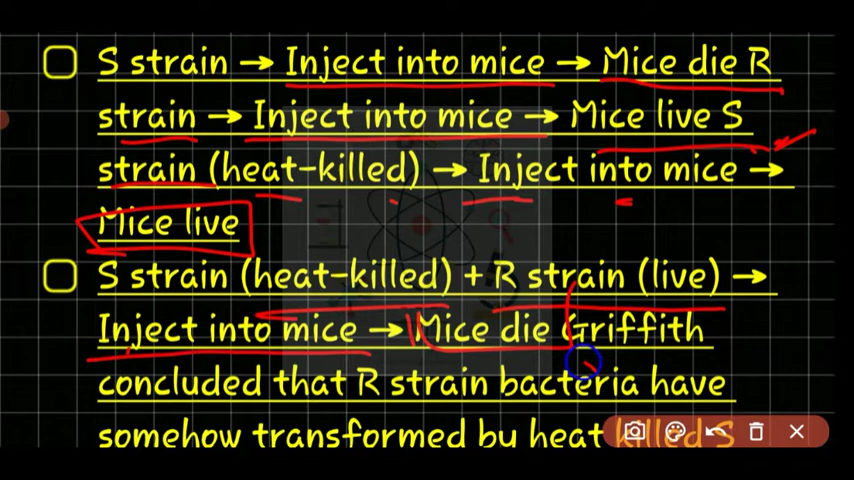 S strain → Inject into mice → Mice die R
strain → Inject into mice → Mice live S
strain (heat-killed) → Inject into mice →
Mice live
S strain (heat-killed) + R strain (live) →
Inject into mice → Mice die Griffith
concluded that R strain bacteria have
somehow transformed by heat killed S